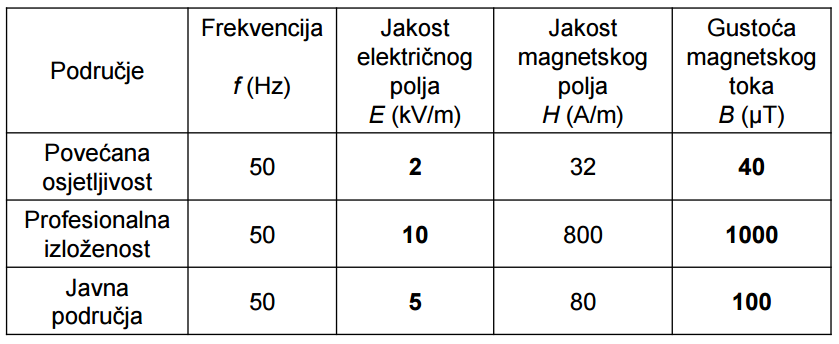 Područje
Frekvencija
f (Hz)
Jakost
električnog
polja
E (kV/m)
Jakost
magnetskog
polja
H (A/m)
Gustoća
magnetskog
toka
B (µT)
Povećana
osjetljivost
50
2
32
40
Profesionalna
izloženost
50
10
800
1000
Javna
područja
50
5
80
100